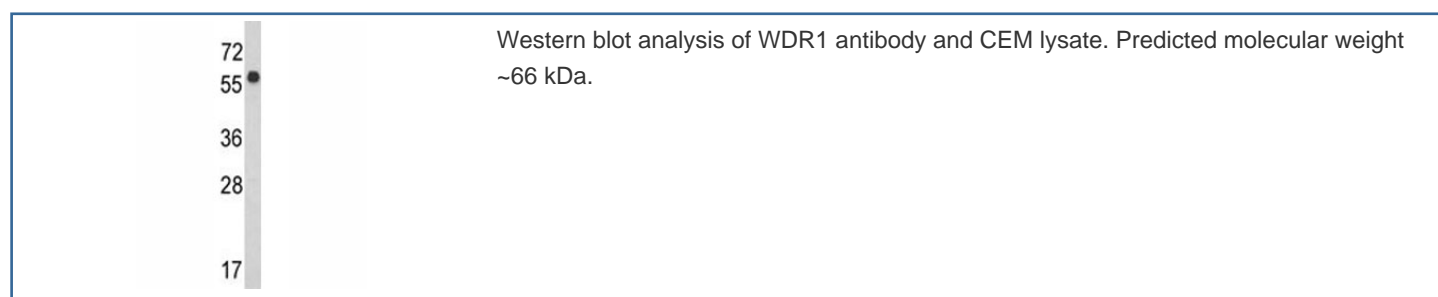 72
55
36
28
17
Western blot analysis of WDR1 antibody and CEM lysate. Predicted molecular weight
~66 kDa.